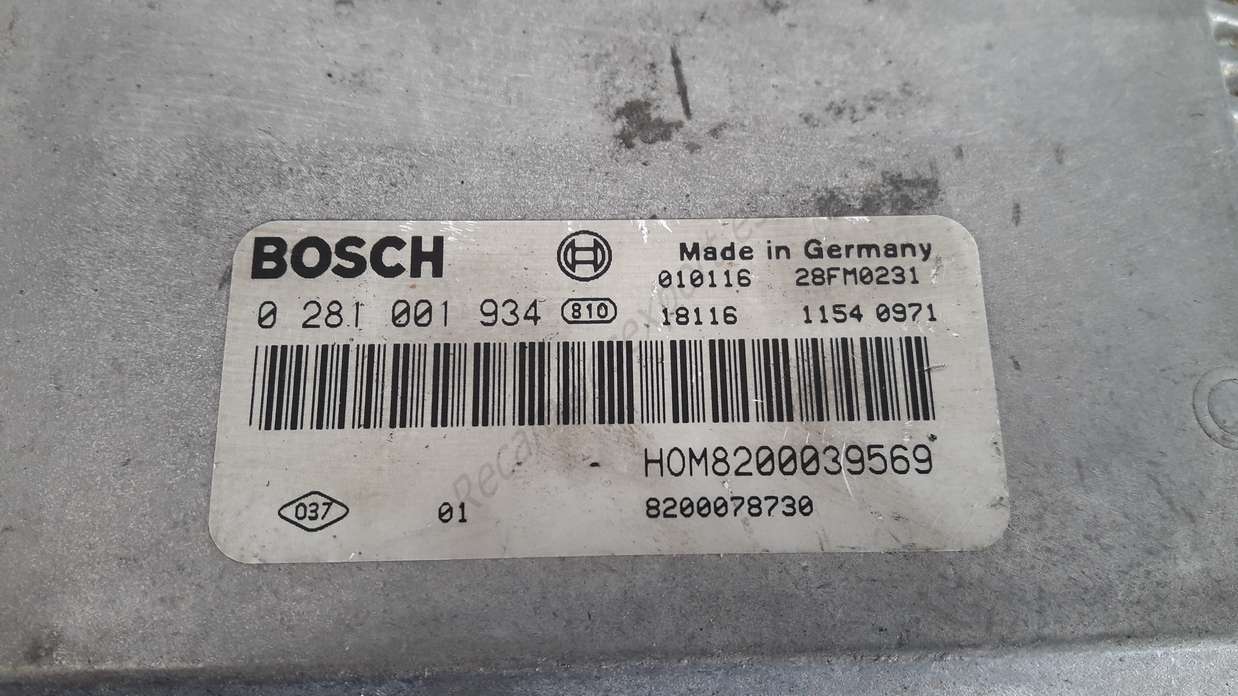 BOSCH
Made in Germany
010116 28FM0231
0 281 001 934 810 18116 1154 0971
HOM8200039569
037 01 8200078730